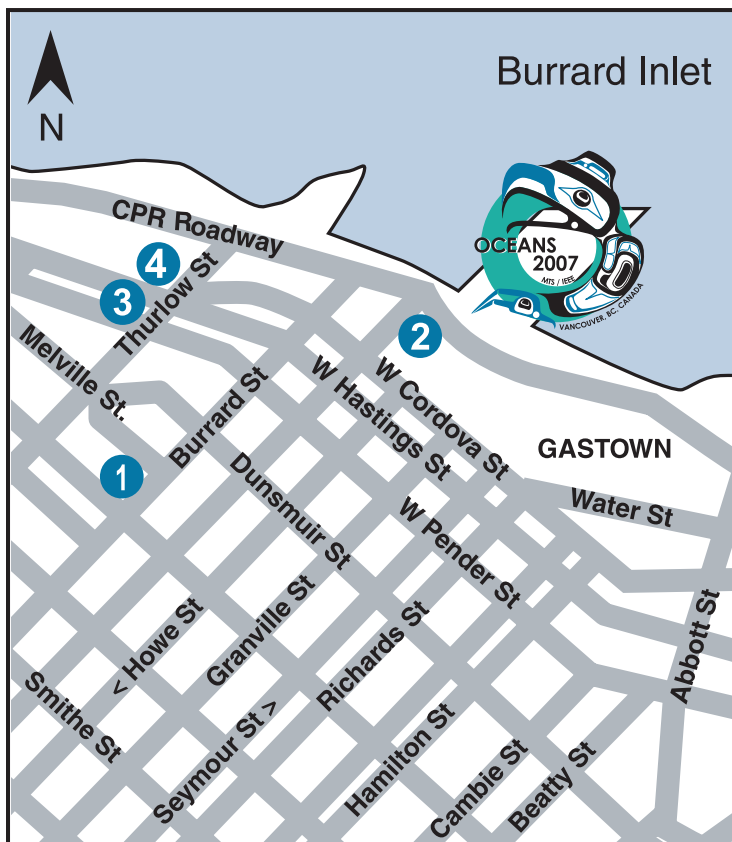 Burrard Inlet
N
OCEANS
2007
MTS / IEEE
VANCOUVER, BC, CANADA
CPR Roadway
4
3
Thurlow St
2
Melville St.
W Cordova St
W Hastings St
Burrard St
GASTOWN
1
Water St
Dunsmuir St
W Pender St
< Howe St
Granville St
Richards St
Abbott St
Smithe St
Seymour St >
Hamilton St
Cambie St
Beatty St